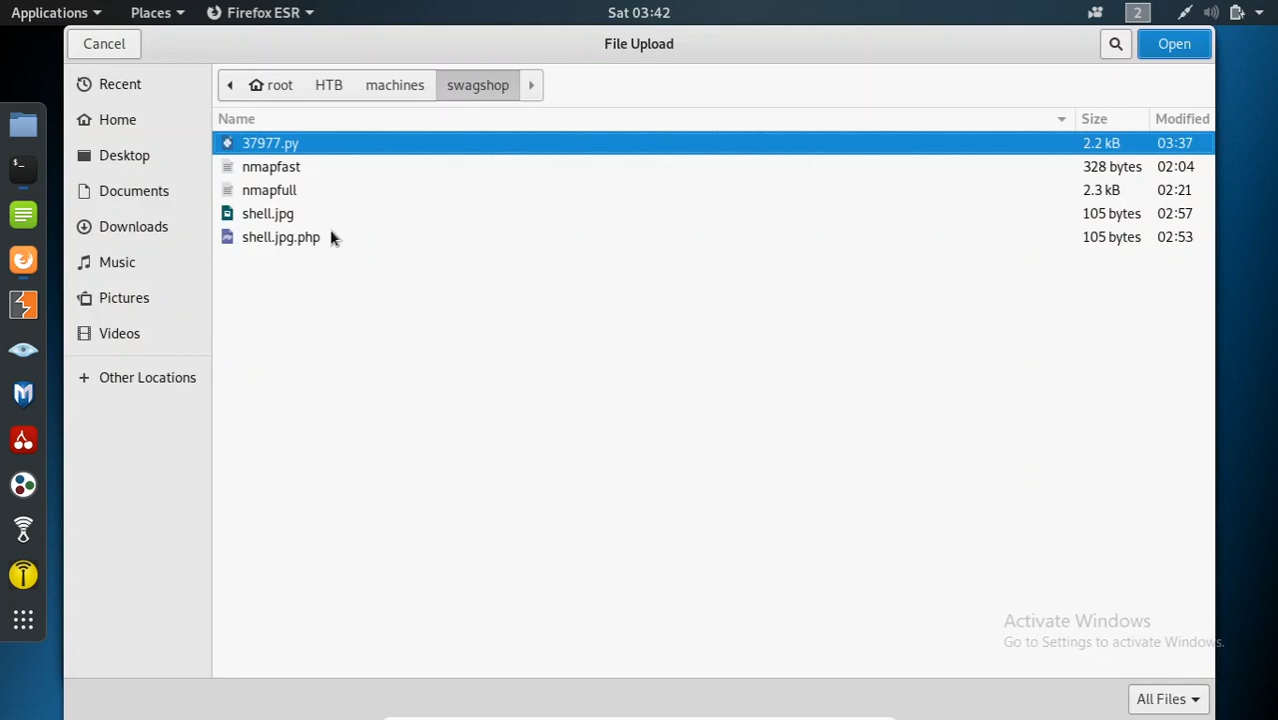 Applications Places Firefox ESR Sat 03:42 2
Cancel File Upload Open
Recent
Home
Desktop
Documents
Downloads
Music
Pictures
Videos
Other Locations
root HTB machines swagshop
Name Size Modified
37977.py 2.2 kB 03:37
nmapfast 328 bytes 02:04
nmapfull 2.3 kB 02:21
shell.jpg 105 bytes 02:57
shell.jpg.php 105 bytes 02:53
Activate Windows
Go to Settings to activate Windows.
All Files